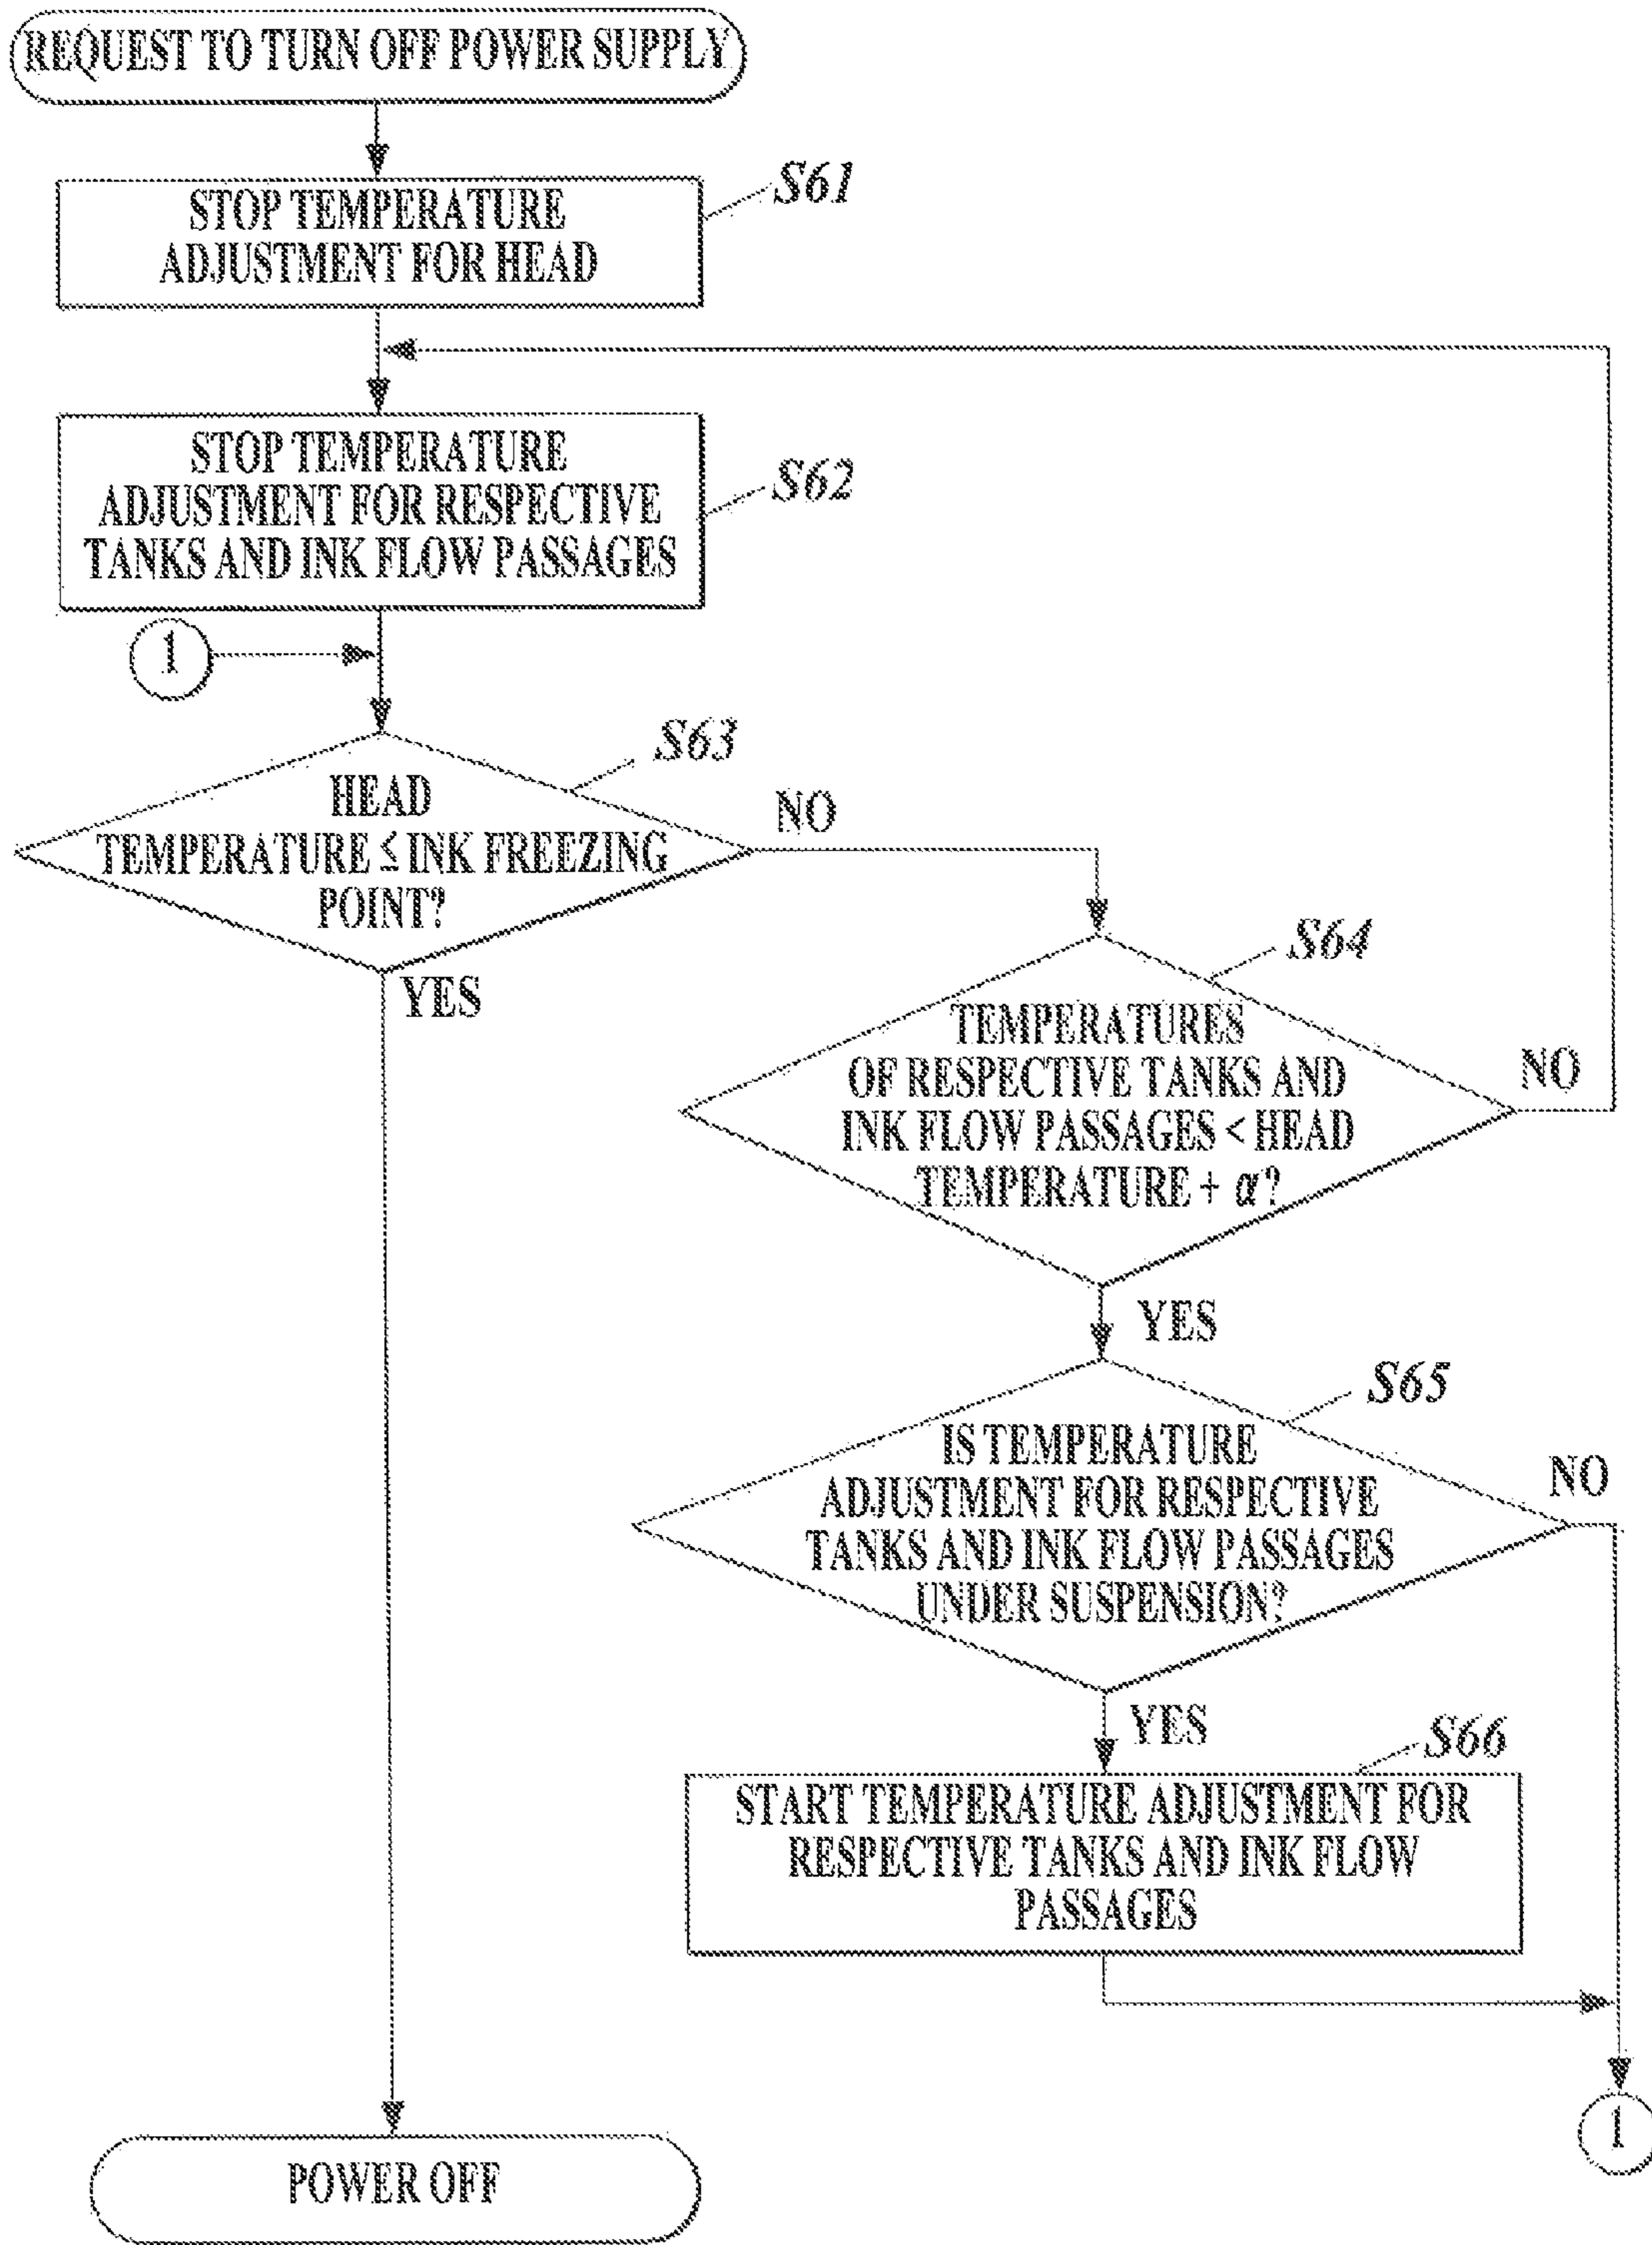 REQUEST TO TURN OFF POWER SUPPLY
S61
STOP TEMPERATURE
ADJUSTMENT FOR HEAD
STOP TEMPERATURE
ADJUSTMENT FOR RESPECTIVE
TANKS AND INK FLOW PASSAGES
S62
1
S63
HEAD
TEMPERATURE ≤ INK FREEZING
POINT?
NO
YES
S64
TEMPERATURES
OF RESPECTIVE TANKS AND
INK FLOW PASSAGES < HEAD
TEMPERATURE + α?
NO
YES
S65
IS TEMPERATURE
ADJUSTMENT FOR RESPECTIVE
TANKS AND INK FLOW PASSAGES
UNDER SUSPENSION?
NO
YES
S66
START TEMPERATURE ADJUSTMENT FOR
RESPECTIVE TANKS AND INK FLOW
PASSAGES
1
POWER OFF